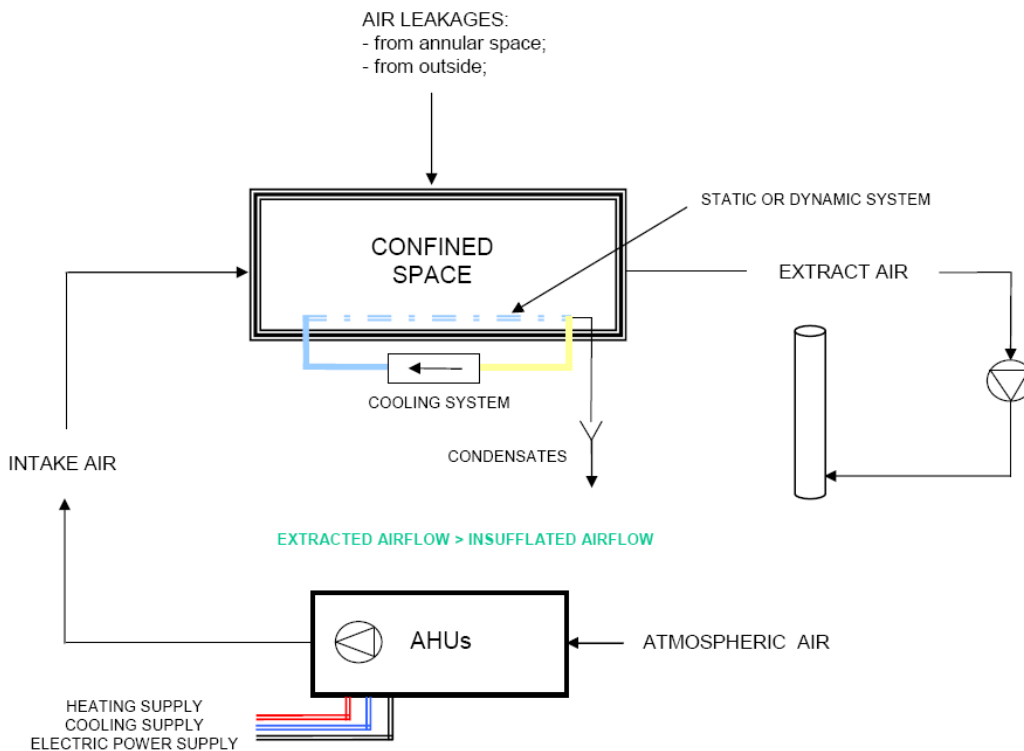 AIR LEAKAGES:
- from annular space;
- from outside;
STATIC OR DYNAMIC SYSTEM
CONFINED
SPACE
EXTRACT AIR
COOLING SYSTEM
CONDENSATES
INTAKE AIR
EXTRACTED AIRFLOW > INSUFFLATED AIRFLOW
AHUs
ATMOSPHERIC AIR
HEATING SUPPLY
COOLING SUPPLY
ELECTRIC POWER SUPPLY